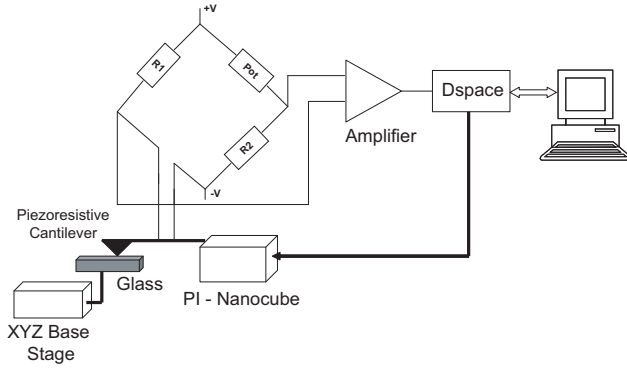 +V
R1
Pot
R2
-V
Amplifier
Dspace
Piezoresistive
Cantilever
Glass
PI - Nanocube
XYZ Base
Stage